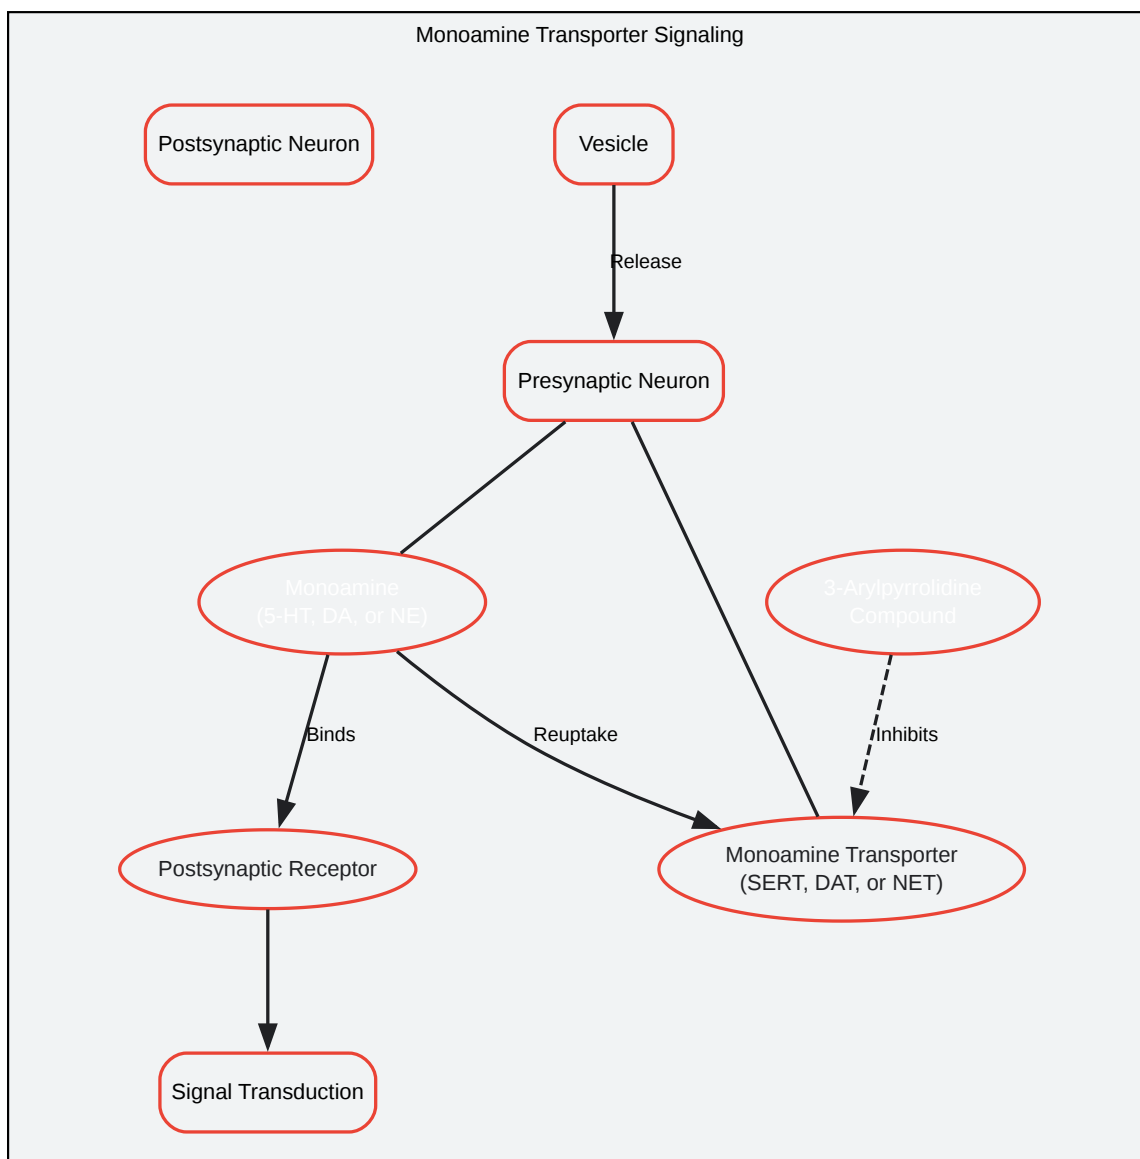 Monoamine Transporter Signaling
Postsynaptic Neuron
Vesicle
Release
Presynaptic Neuron
Monoamine
(5-HT, DA, or NE)
3-Arylpyrrolidine
Compound
Binds
Reuptake
Inhibits
Postsynaptic Receptor
Monoamine Transporter
(SERT, DAT, or NET)
Signal Transduction